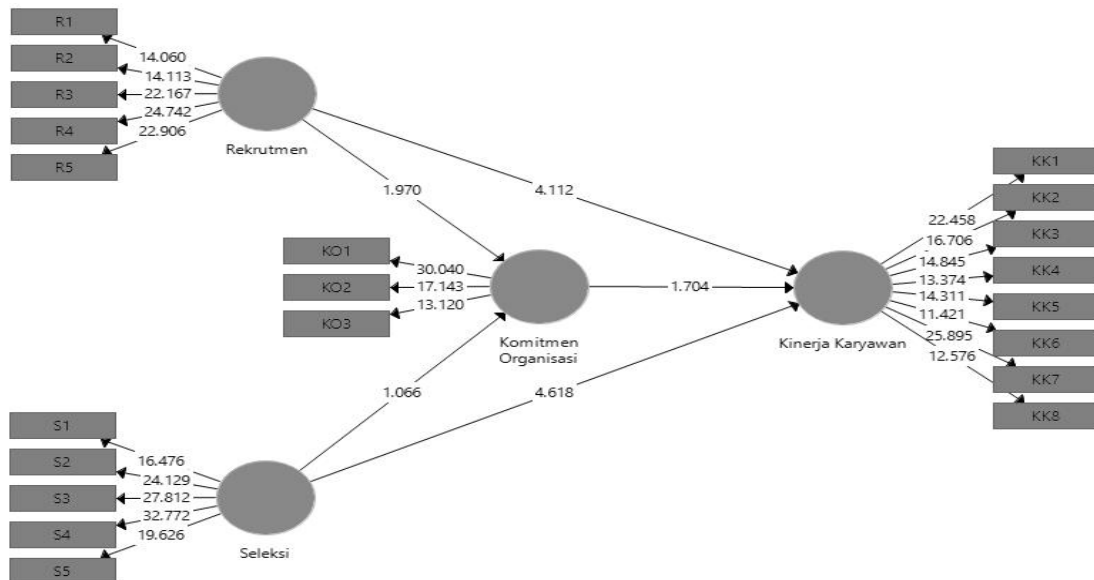 R1
R2
R3
R4
R5
14.060
14.113
22.167
24.742
22.906
Rekrutmen
1.970
4.112
KO1
KO2
KO3
30.040
17.143
13.120
Komitmen
Organisasi
1.704
Kinerja Karyawan
KK1
KK2
KK3
KK4
KK5
KK6
KK7
KK8
22.458
16.706
14.845
13.374
14.311
11.421
25.895
12.576
1.066
4.618
S1
S2
S3
S4
S5
16.476
24.129
27.812
32.772
19.626
Seleksi